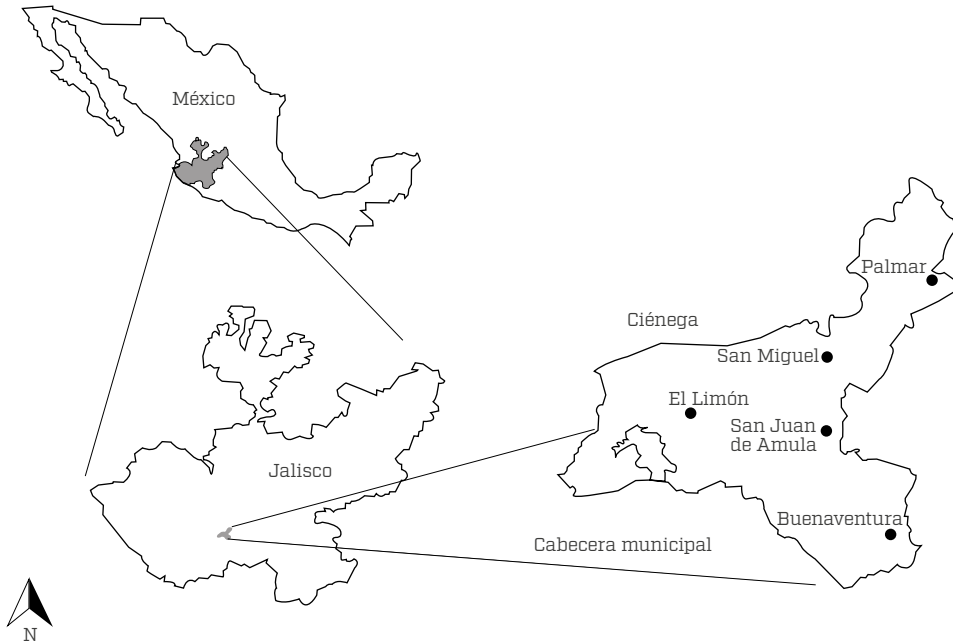 México
Palmar
Ciénega
San Miguel
El Limón
San Juan
de Amula
Jalisco
Buenaventura
Cabecera municipal
N